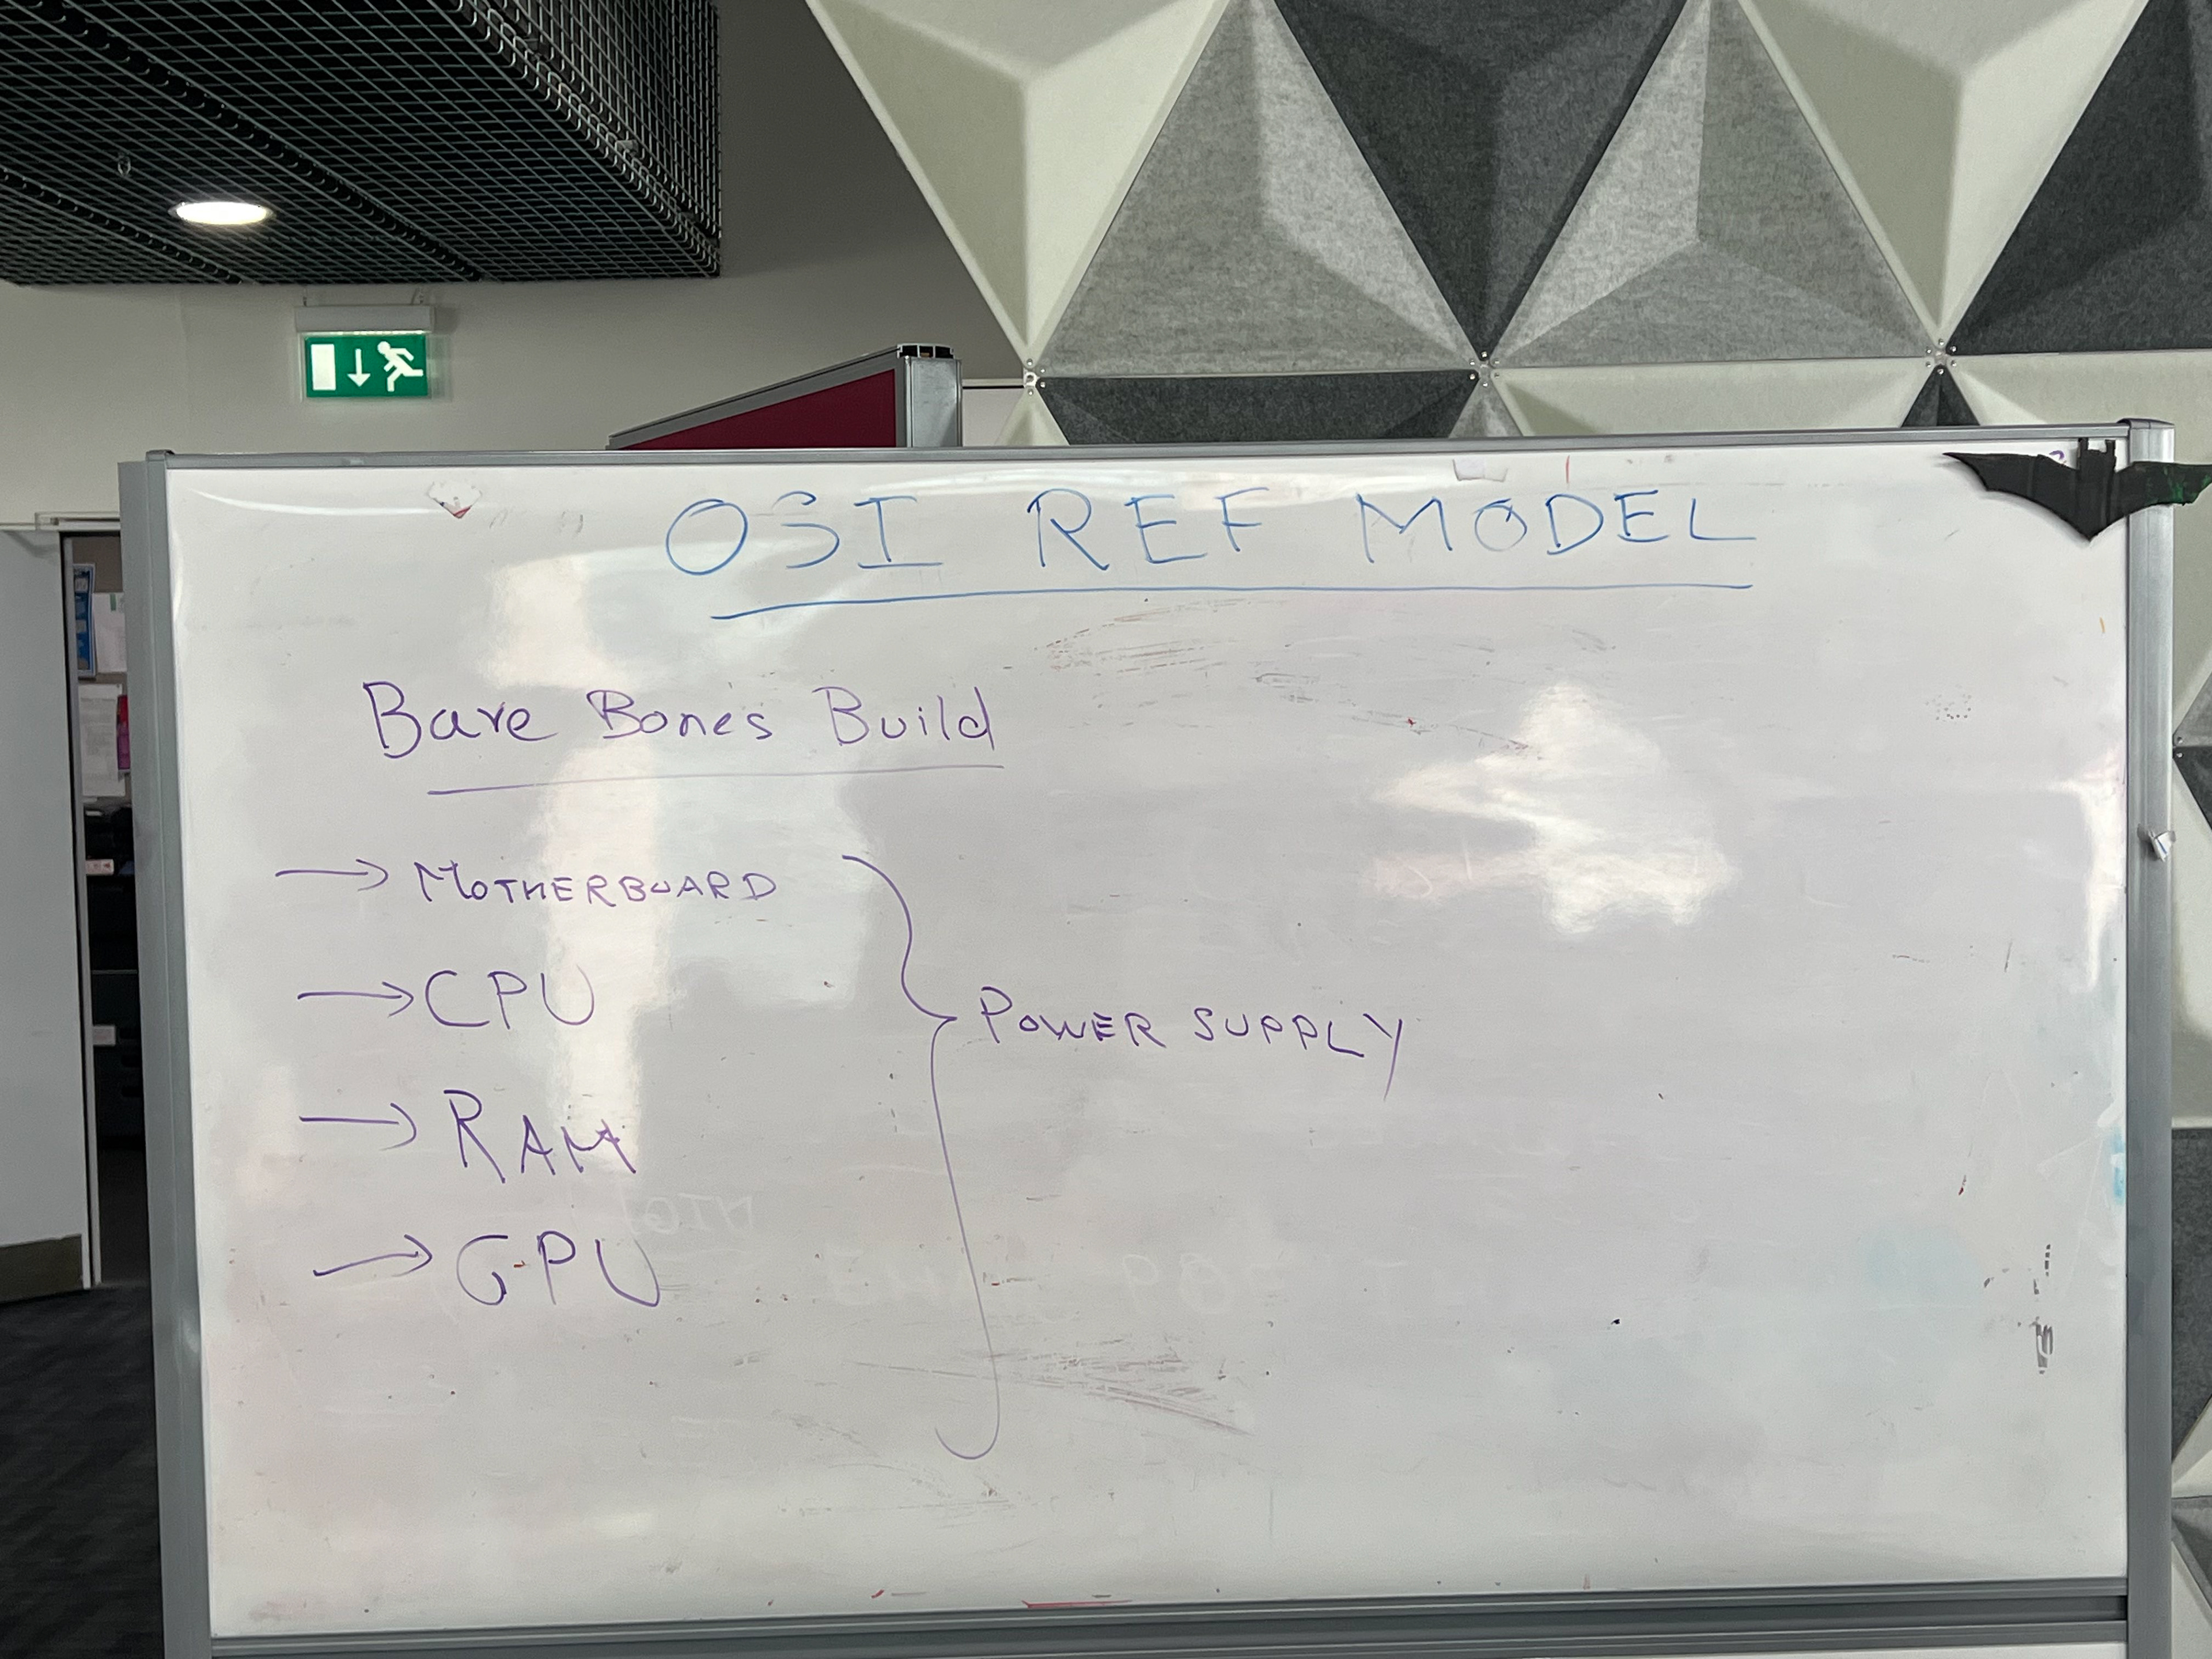 OSI REF MODEL
Bare Bones Build
→ MOTHERBOARD
→ CPU
POWER SUPPLY
→ RAM
→ GPU